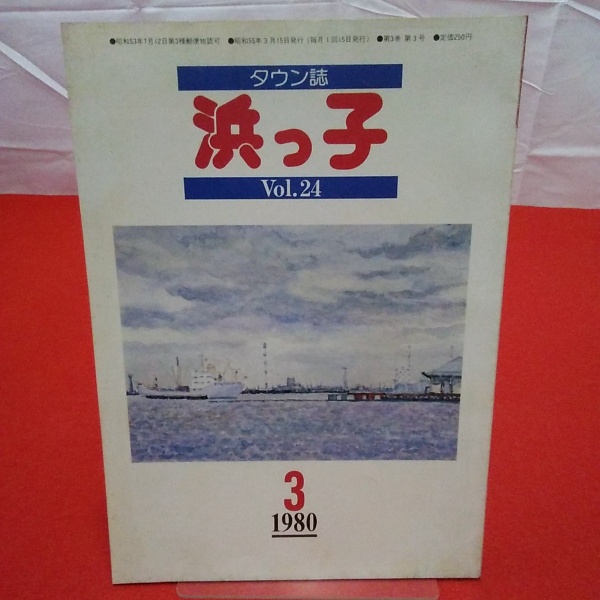 ●昭和53年7月12日第3種郵便物認可 ●昭和55年3月15日発行(毎月1回15日発行) ●第3巻 第3号 ●定価250円
タウン誌
浜っ子
Vol.24
3
1980